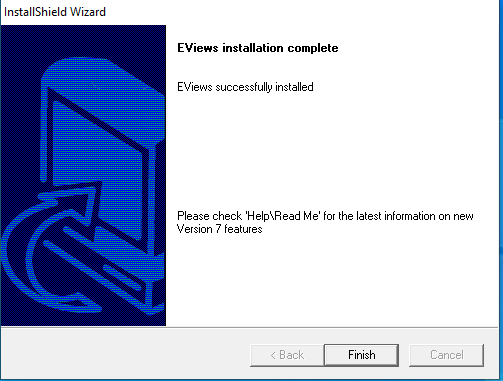 InstallShield Wizard
EViews installation complete
EViews successfully installed
Please check 'Help\Read Me' for the latest information on new
Version 7 features
< Back
Finish
Cancel